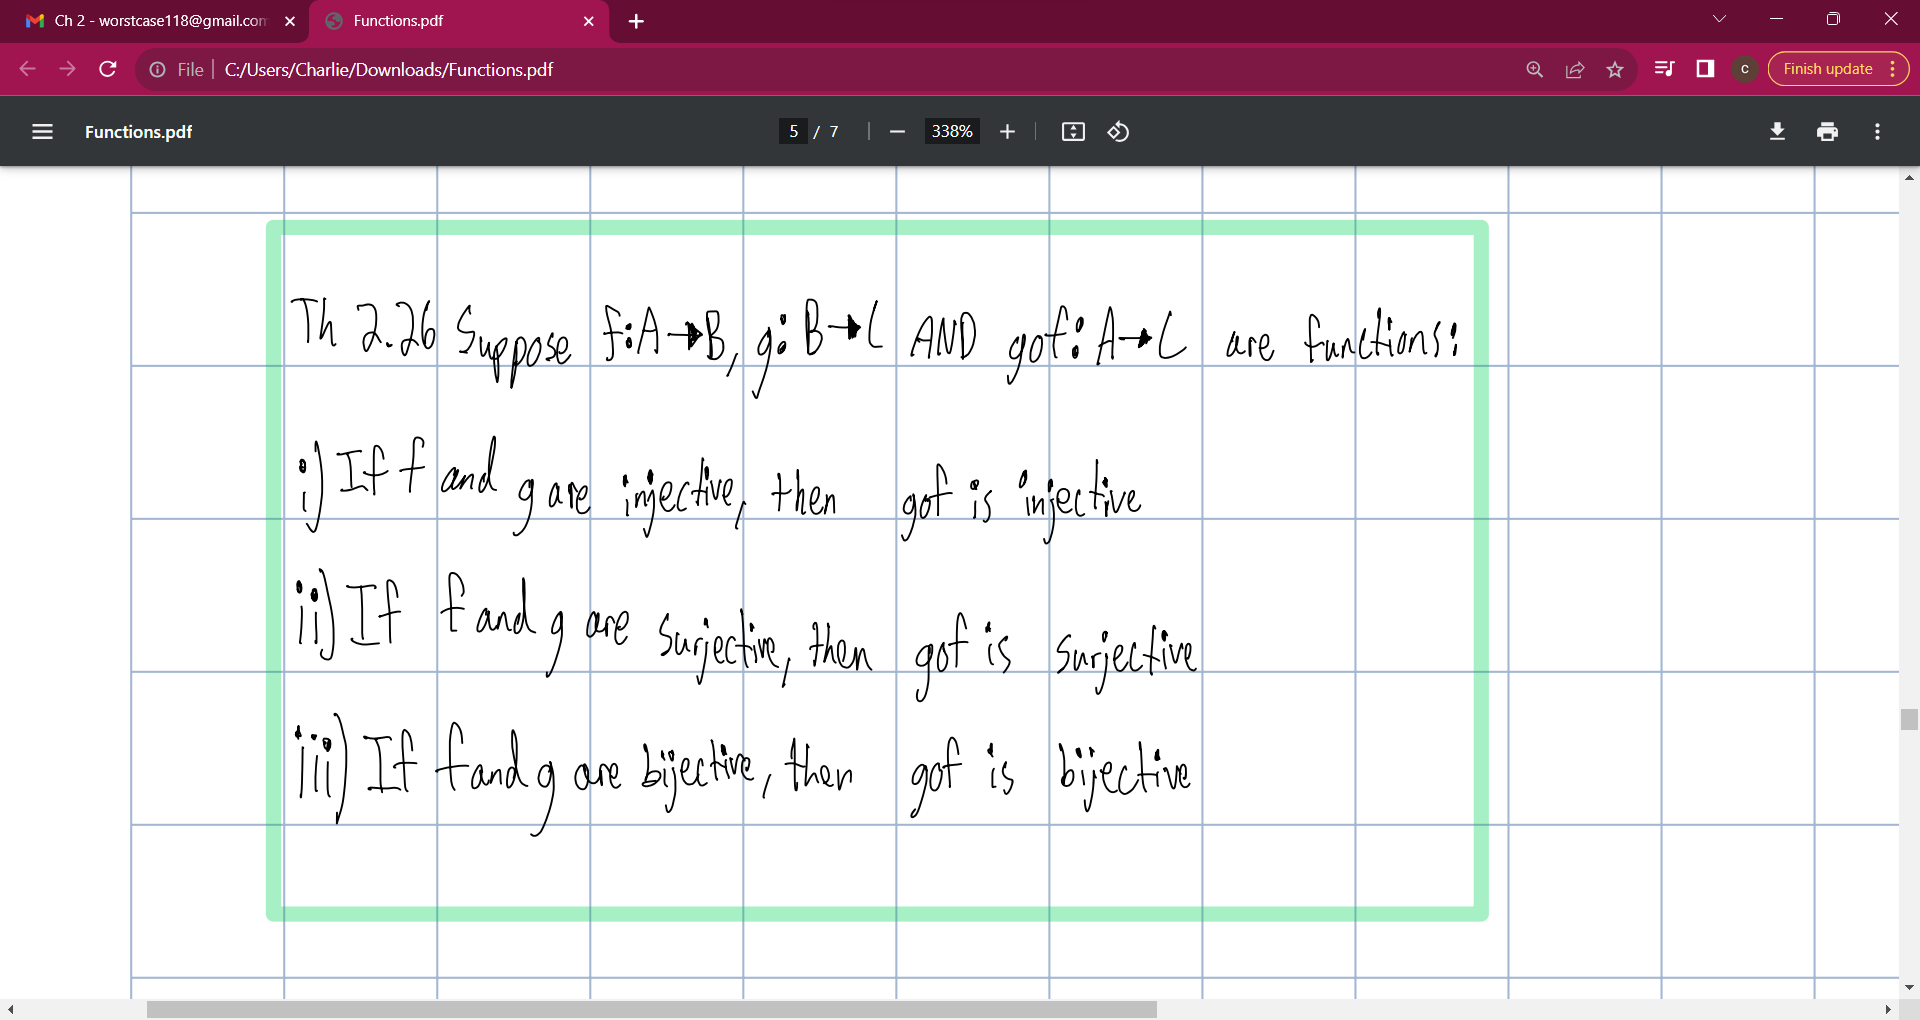 Ch 2 - worstcase118@gmail.com
Functions.pdf
File
C:/Users/Charlie/Downloads/Functions.pdf
C
Finish update
Functions.pdf
5 / 7
338%
Th 2.26 Suppose f:A→B, g:B→C AND gof:A→C are functions:
i) If f and g are injective, then gof is injective
ii) If f and g are surjective, then gof is surjective
iii) If f and g are bijective, then gof is bijective